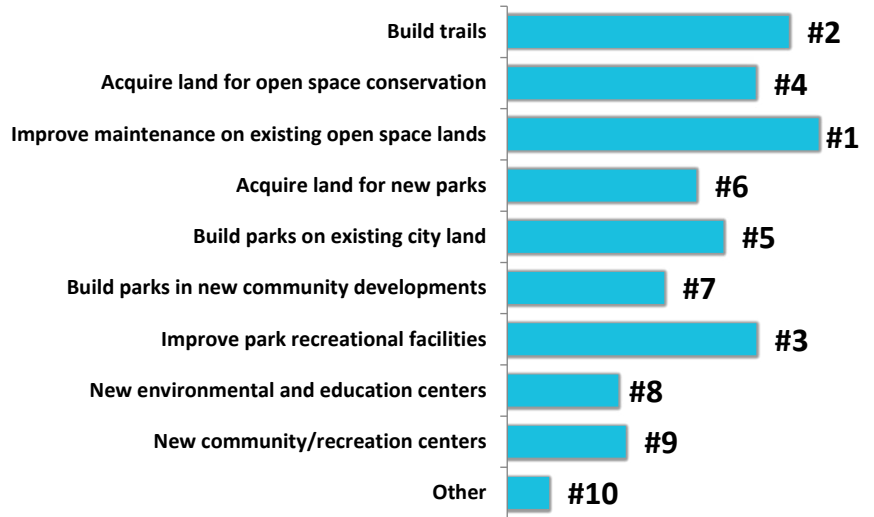 Build trails #2
Acquire land for open space conservation #4
Improve maintenance on existing open space lands #1
Acquire land for new parks #6
Build parks on existing city land #5
Build parks in new community developments #7
Improve park recreational facilities #3
New environmental and education centers #8
New community/recreation centers #9
Other #10